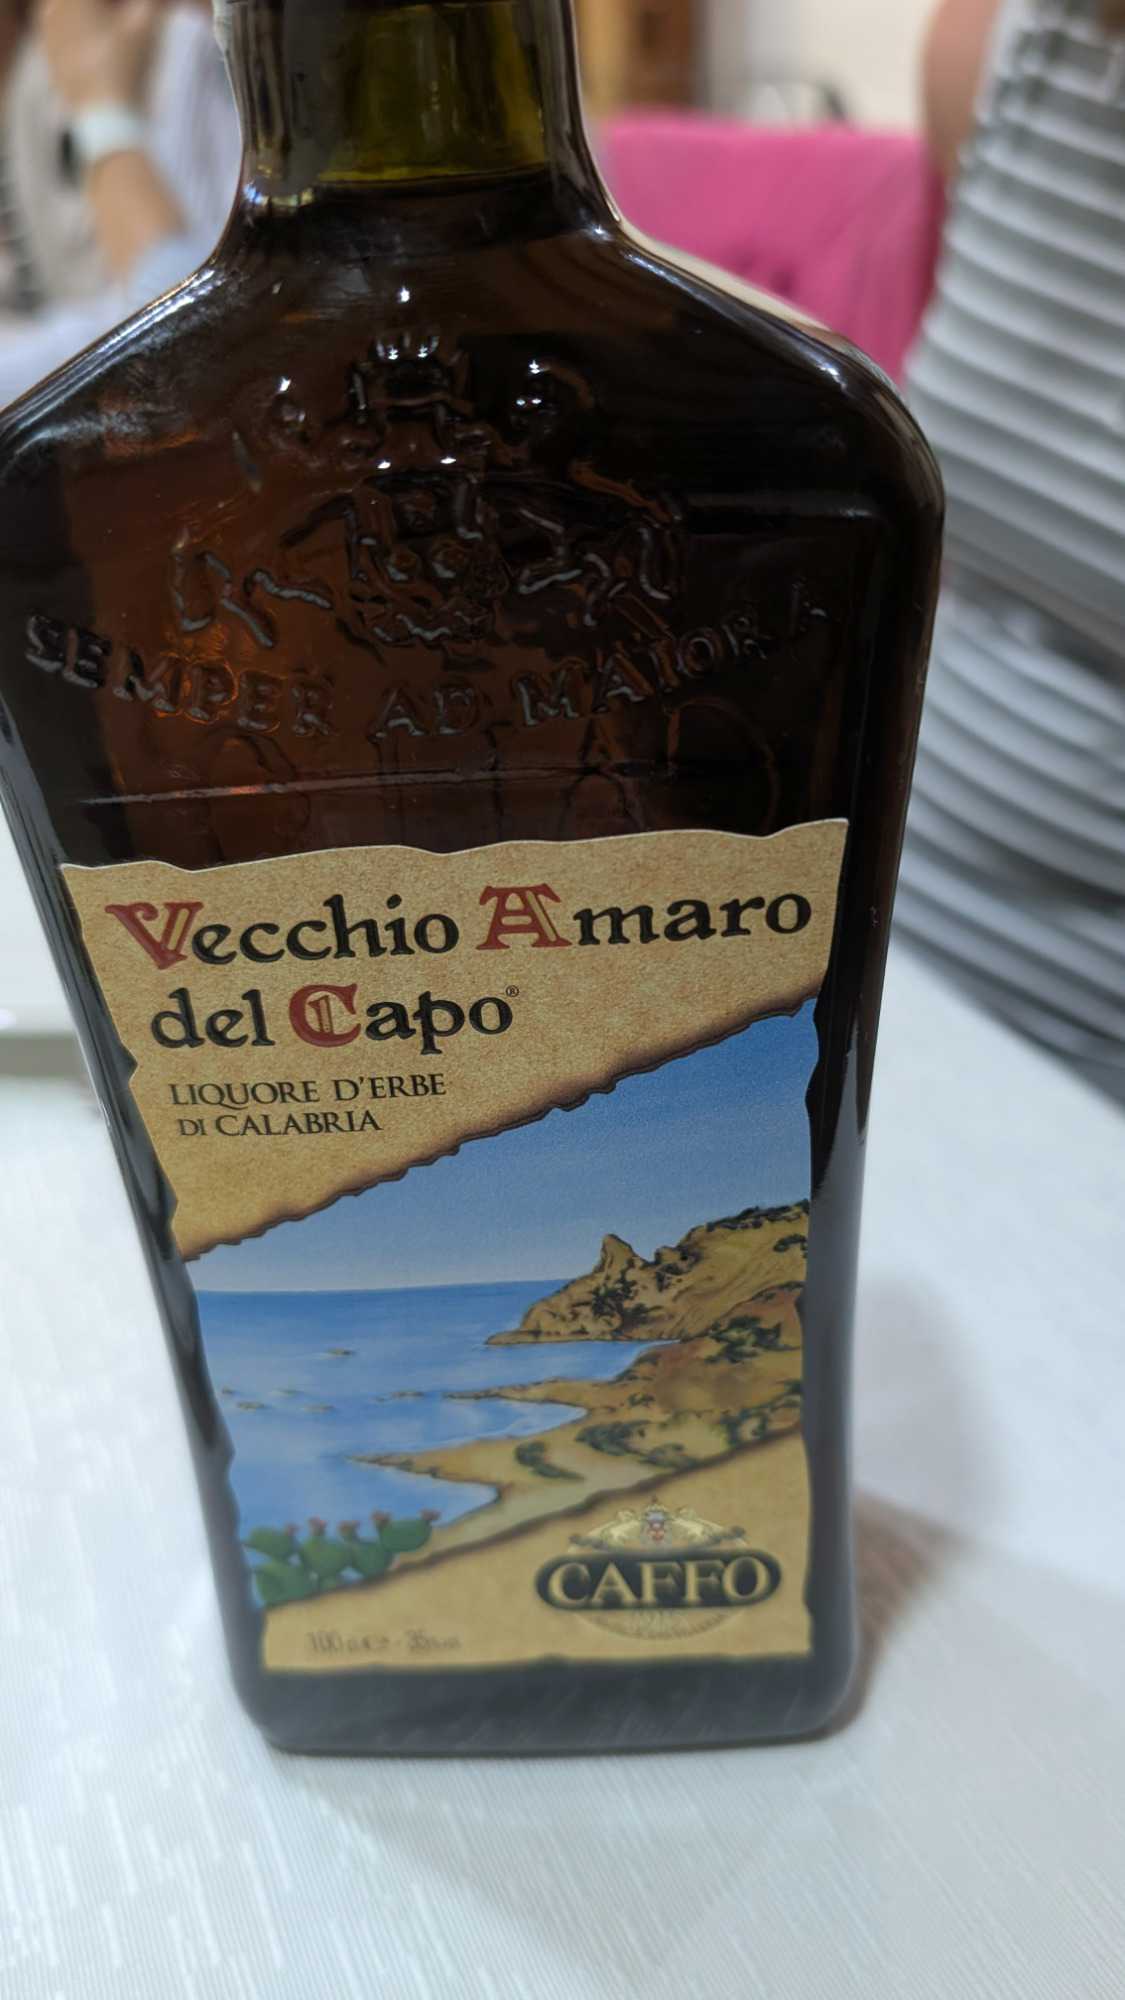 SEMPER AD MAIORA
Vecchio Amaro
del Capo®
LIQUORE D'ERBE
DI CALABRIA
CAFFO